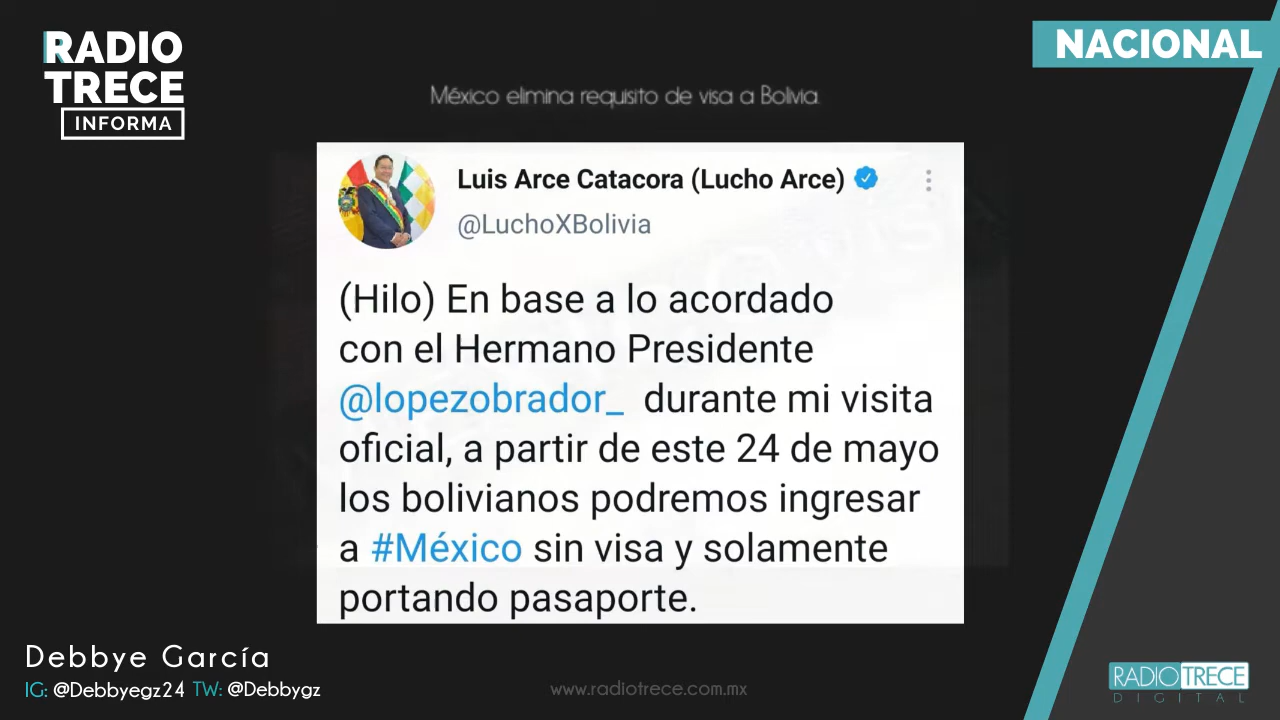 RADIO
TRECE
INFORMA
NACIONAL
México elimina requisito de visa a Bolivia
Luis Arce Catacora (Lucho Arce)
@LuchoXBolivia
(Hilo) En base a lo acordado
con el Hermano Presidente
@lopezobrador_ durante mi visita
oficial, a partir de este 24 de mayo
los bolivianos podremos ingresar
a #México sin visa y solamente
portando pasaporte.
Debbye García
IG: @Debbyegz24 TW: @Debbygz
www.radiotrece.com.mx
RADIO TRECE
DIGITAL